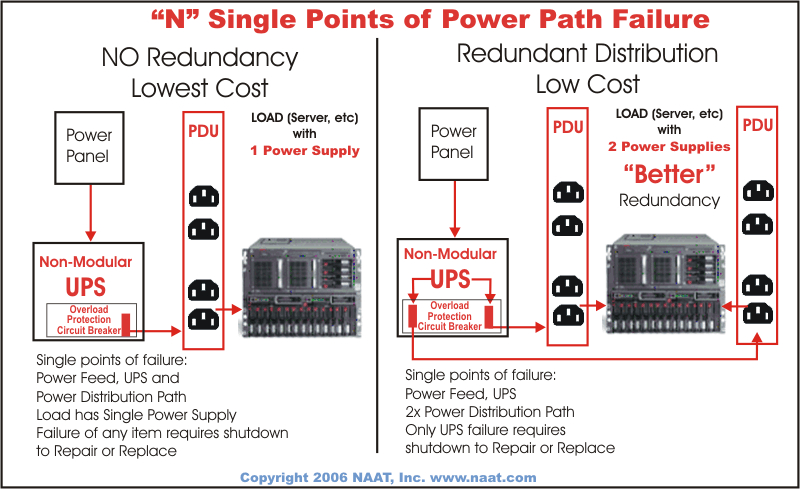 “N” Single Points of Power Path Failure
NO Redundancy
Lowest Cost
Power
Panel
PDU
LOAD (Server, etc)
with
1 Power Supply
Non-Modular
UPS
Overload
Protection
Circuit Breaker
Single points of failure:
Power Feed, UPS and
Power Distribution Path
Load has Single Power Supply
Failure of any item requires shutdown
to Repair or Replace
Redundant Distribution
Low Cost
Power
Panel
PDU
LOAD (Server, etc)
with
2 Power Supplies
“Better”
Redundancy
PDU
Non-Modular
UPS
Overload
Protection
Circuit Breaker
Single points of failure:
Power Feed, UPS
2x Power Distribution Path
Only UPS failure requires
shutdown to Repair or Replace
Copyright 2006 NAAT, Inc. www.naat.com